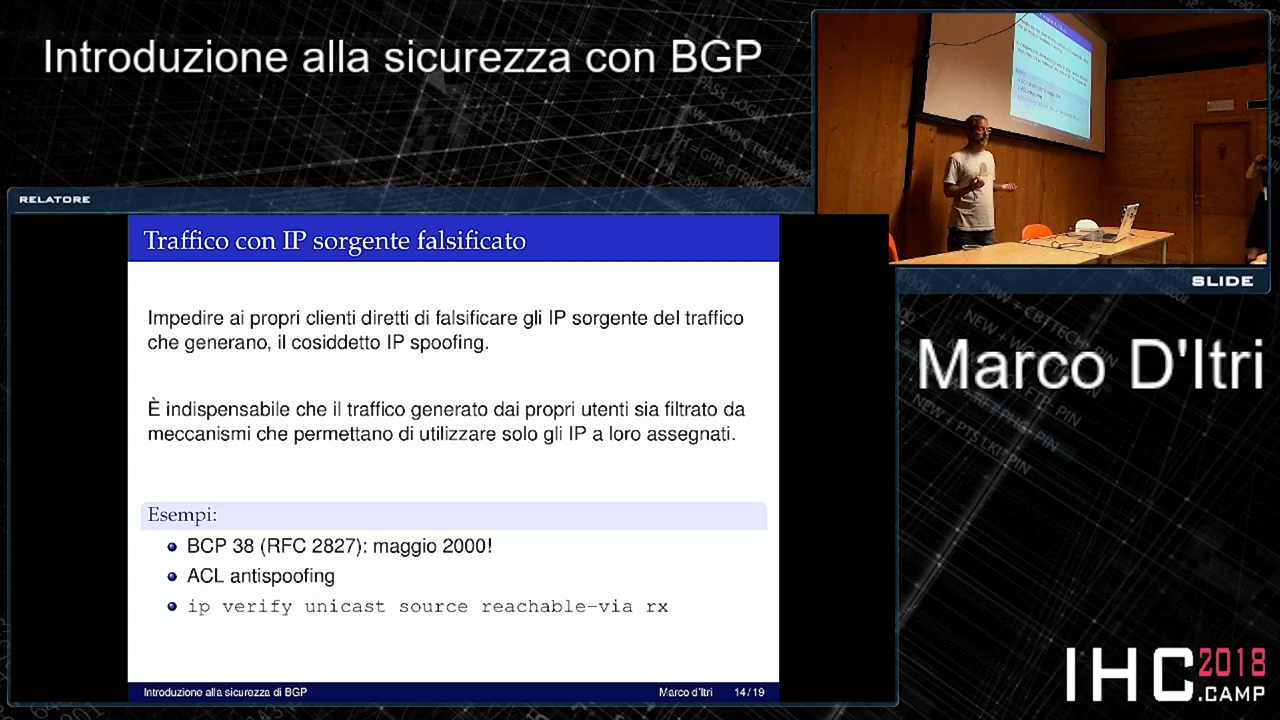 Introduzione alla sicurezza con BGP
RELATORE
Traffico con IP sorgente falsificato
Impedire ai propri clienti diretti di falsificare gli IP sorgente del traffico
che generano, il cosiddetto IP spoofing.
È indispensabile che il traffico generato dai propri utenti sia filtrato da
meccanismi che permettano di utilizzare solo gli IP a loro assegnati.
Esempi:
BCP 38 (RFC 2827): maggio 2000!
ACL antispoofing
ip verify unicast source reachable-via rx
Introduzione alla sicurezza di BGP
Marco d'Itri
14/19
SLIDE
Marco D'Itri
IHC 2018
.CAMP